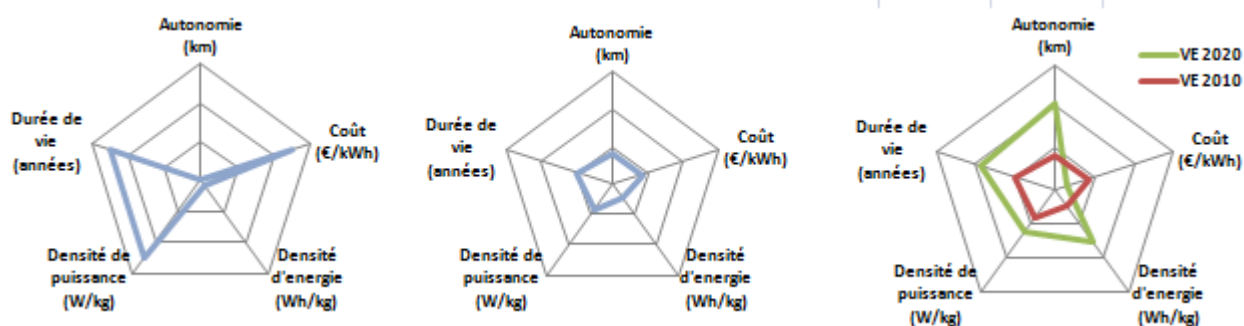 Autonomie
(km)
Coût
(€/kWh)
Densité
d'energie
(Wh/kg)
Densité de
puissance
(W/kg)
Durée de
vie
(années)
Autonomie
(km)
Coût
(€/kWh)
Densité
d'energie
(Wh/kg)
Densité de
puissance
(W/kg)
Durée de
vie
(années)
Autonomie
(km)
Coût
(€/kWh)
Densité
d'energie
(Wh/kg)
Densité de
puissance
(W/kg)
Durée de
vie
(années)
VE 2020
VE 2010